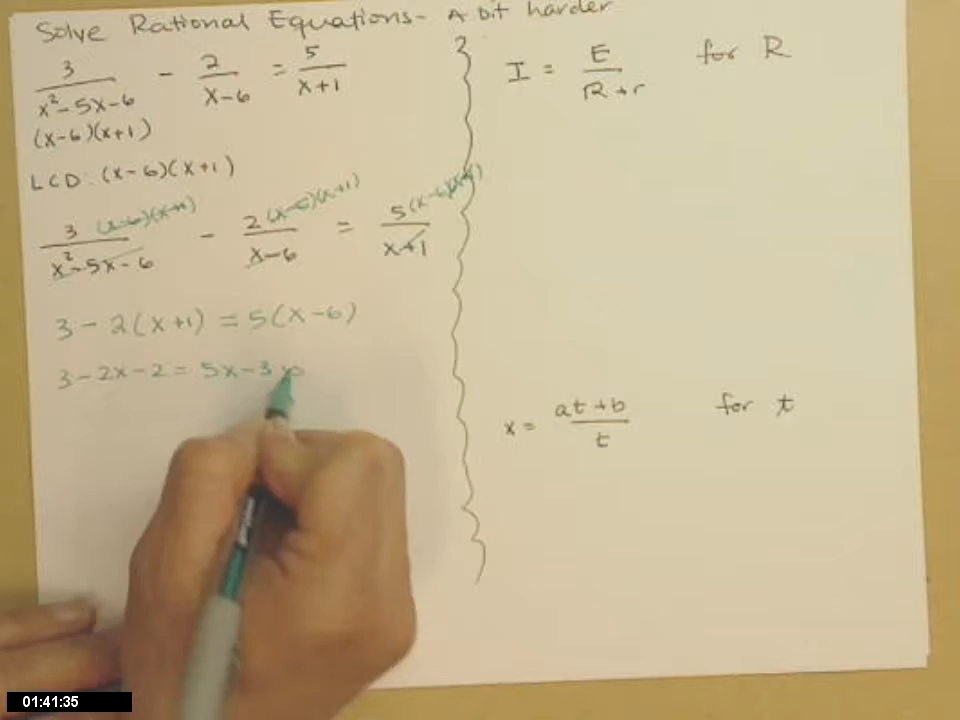 Solve Rational Equations - A bit harder
3/(x²-5x-6) - 2/(x-6) = 5/(x+1)
(x-6)(x+1)
LCD: (x-6)(x+1)
3(x-6)(x+1)/(x²-5x-6) - 2(x-6)(x+1)/(x-6) = 5(x-6)(x+1)/(x+1)
3-2(x+1) = 5(x-6)
3-2x-2 = 5x-3
I = E/(R+r) for R
x = (at+b)/t for t
01:41:35